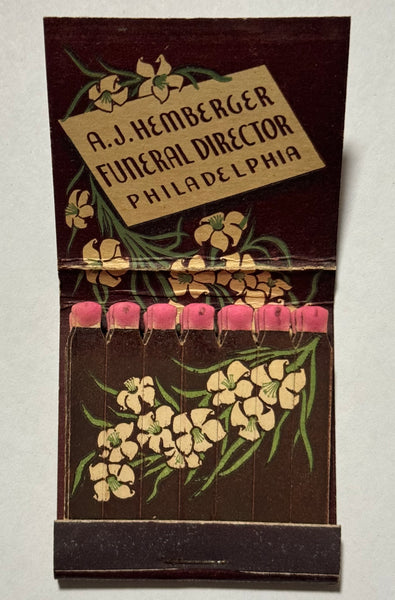 A. J. HEMBERGER
FUNERAL DIRECTOR
PHILADELPHIA